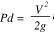 Pd = V²/2g